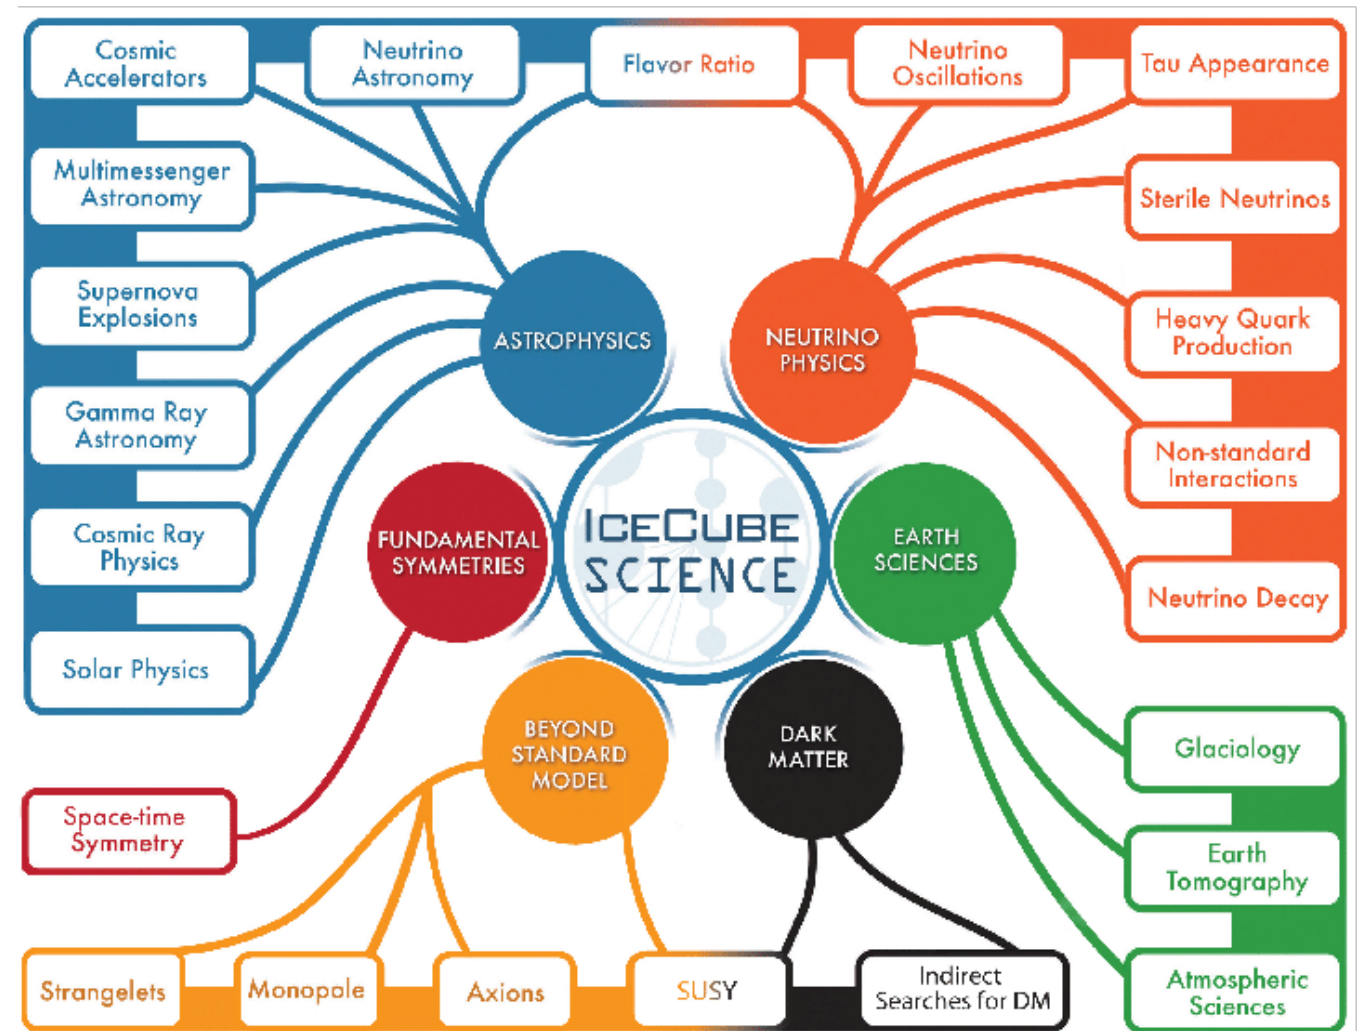 Cosmic
Accelerators
Neutrino
Astronomy
Flavor Ratio
Neutrino
Oscillations
Tau Appearance
Multimessenger
Astronomy
Sterile Neutrinos
Supernova
Explosions
Heavy Quark
Production
ASTROPHYSICS
NEUTRINO
PHYSICS
Gamma Ray
Astronomy
Non-standard
Interactions
Cosmic Ray
Physics
FUNDAMENTAL
SYMMETRIES
ICECUBE
SCIENCE
EARTH
SCIENCES
Neutrino Decay
Solar Physics
BEYOND
STANDARD
MODEL
DARK
MATTER
Glaciology
Space-time
Symmetry
Earth
Tomography
Strangelets
Monopole
Axions
SUSY
Indirect
Searches for DM
Atmospheric
Sciences